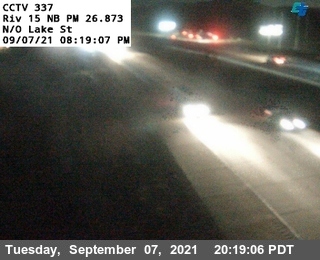 CCTV 337
Riv 15 NB PM 26.873
N/O Lake St
09/07/21 08:19:07 PM
Tuesday, September 07, 2021 20:19:06 PDT